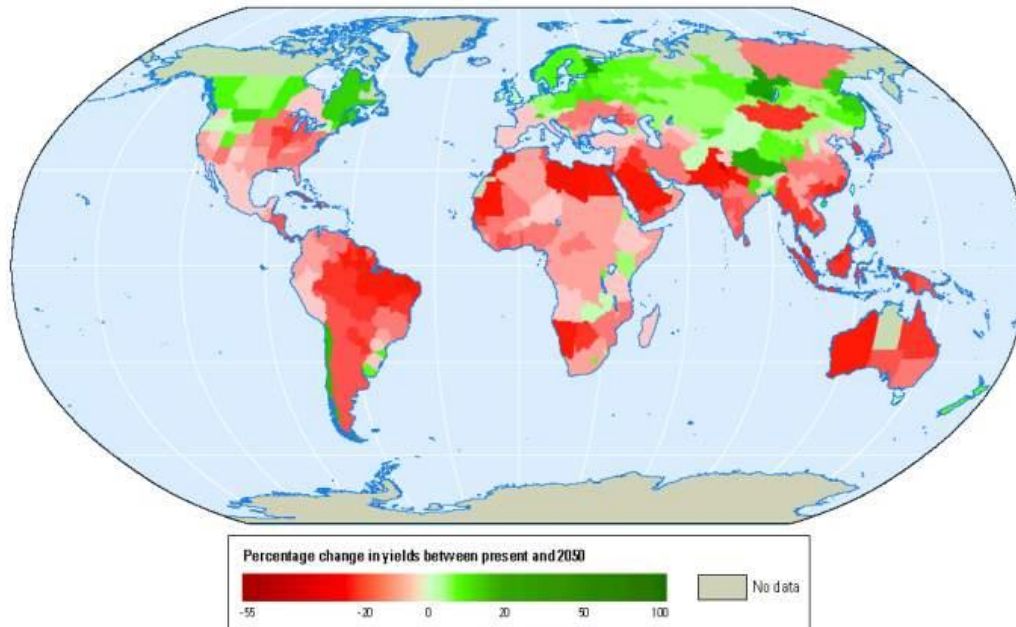 Percentage change in yields between present and 2050
-55 -20 0 20 50 100
No data